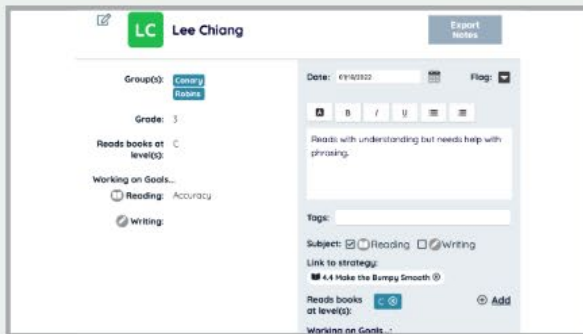 LC
Lee Chiang
Export
Notes
Group(s): Canary
Robins
Grade: 3
Reads books at C
level(s):
Working on Goals...
Reading: Accuracy
Writing:
Date: Flag:
A B I U
Reads with understanding but needs help with
phrasing.
Tags:
Subject: Reading Writing
Link to strategy:
4.4 Make the Bumpy Smooth
Reads books C Add
at level(s):
Working on Goals...: